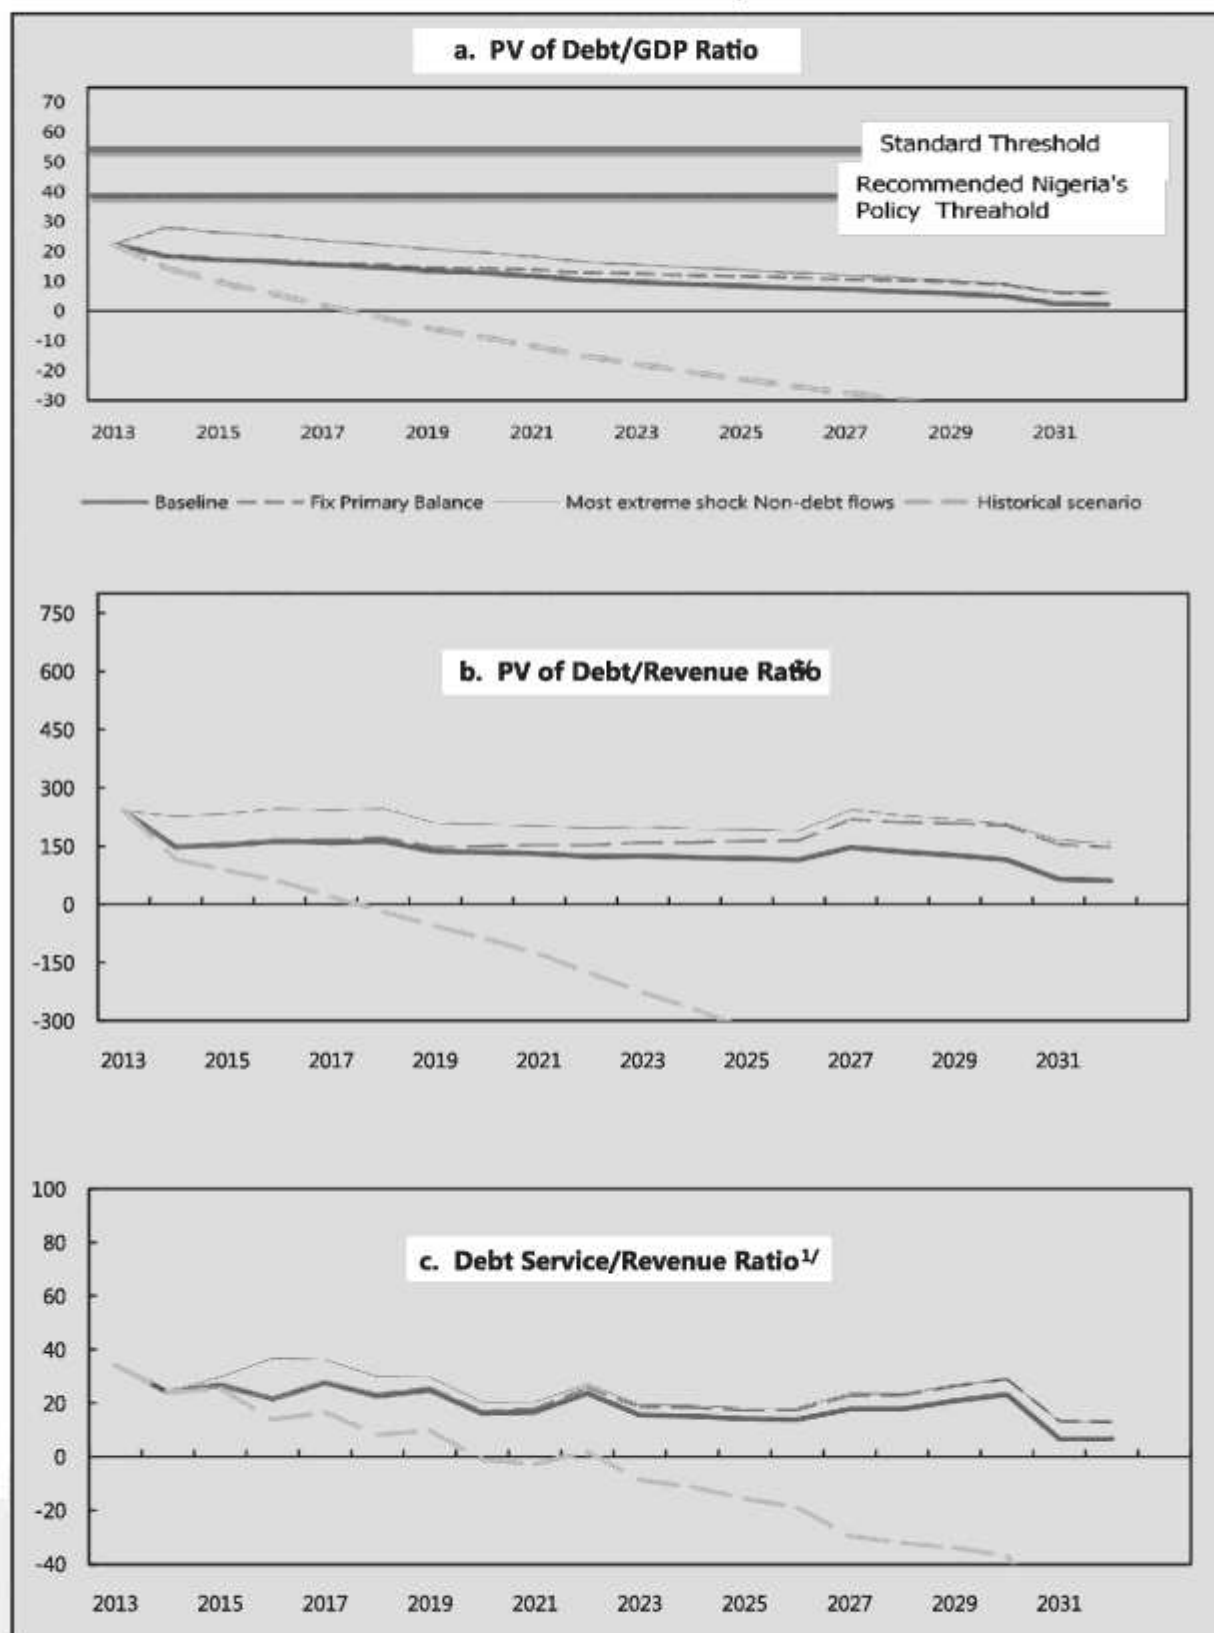 a. PV of Debt/GDP Ratio
70
60
50
40
30
20
10
0
-10
-20
-30
Standard Threshold
Recommended Nigeria's
Policy Threahold
2013 2015 2017 2019 2021 2023 2025 2027 2029 2031
Baseline Fix Primary Balance Most extreme shock Non-debt flows Historical scenario
b. PV of Debt/Revenue Ratio
750
600
450
300
150
0
-150
-300
2013 2015 2017 2019 2021 2023 2025 2027 2029 2031
c. Debt Service/Revenue Ratio1/
100
80
60
40
20
0
-20
-40
2013 2015 2017 2019 2021 2023 2025 2027 2029 2031